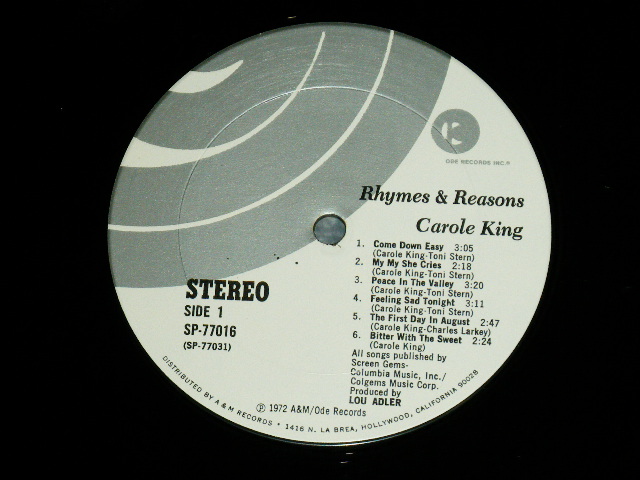 ODE RECORDS INC.®
Rhymes & Reasons
Carole King
1. Come Down Easy 3:05
(Carole King-Toni Stern)
2. My My She Cries 2:18
(Carole King-Toni Stern)
3. Peace In The Valley 3:20
(Carole King-Toni Stern)
4. Feeling Sad Tonight 3:11
(Carole King-Toni Stern)
5. The First Day In August 2:47
(Carole King-Charles Larkey)
6. Bitter With The Sweet 2:24
(Carole King)
All songs published by
Screen Gems-
Columbia Music, Inc./
Colgems Music Corp.
Produced by
LOU ADLER
STEREO
SIDE 1
SP-77016
(SP-77031)
℗ 1972 A&M/Ode Records
DISTRIBUTED BY A & M RECORDS • 1416 N. LA BREA, HOLLYWOOD, CALIFORNIA 90028